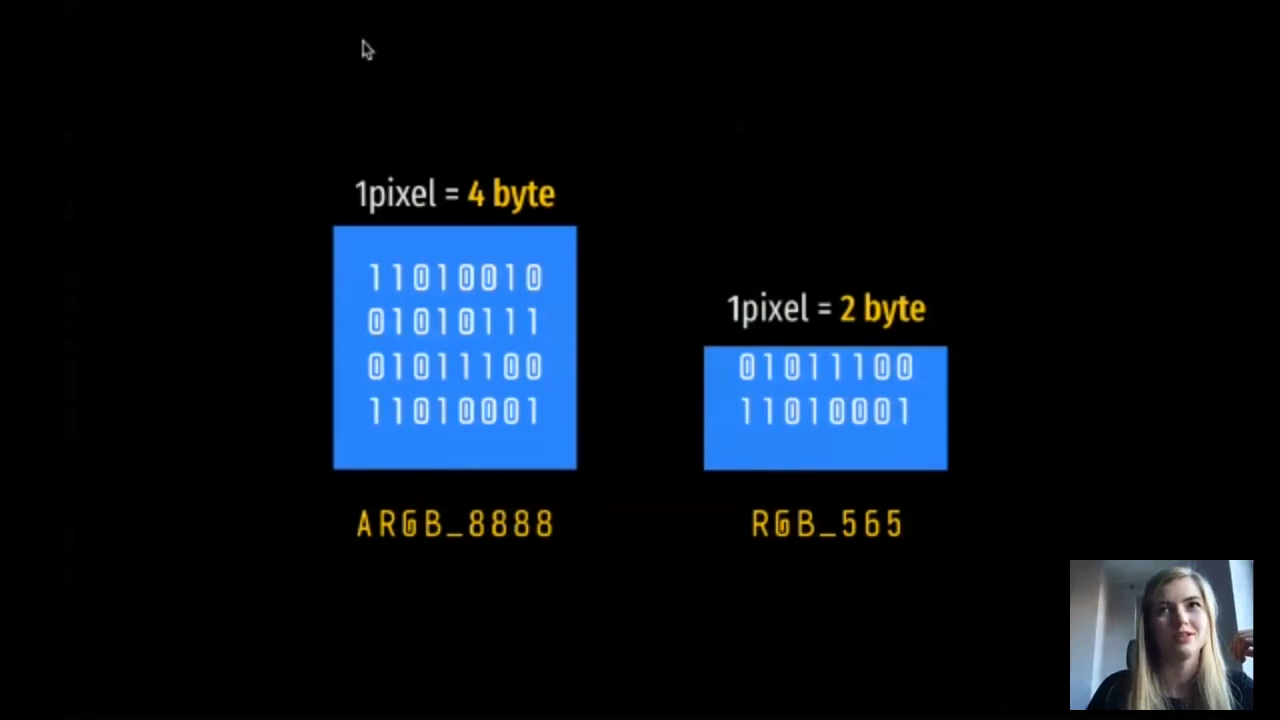 1pixel = 4 byte
11010010
01010111
01011100
11010001
ARGB_8888
1pixel = 2 byte
01011100
11010001
RGB_565